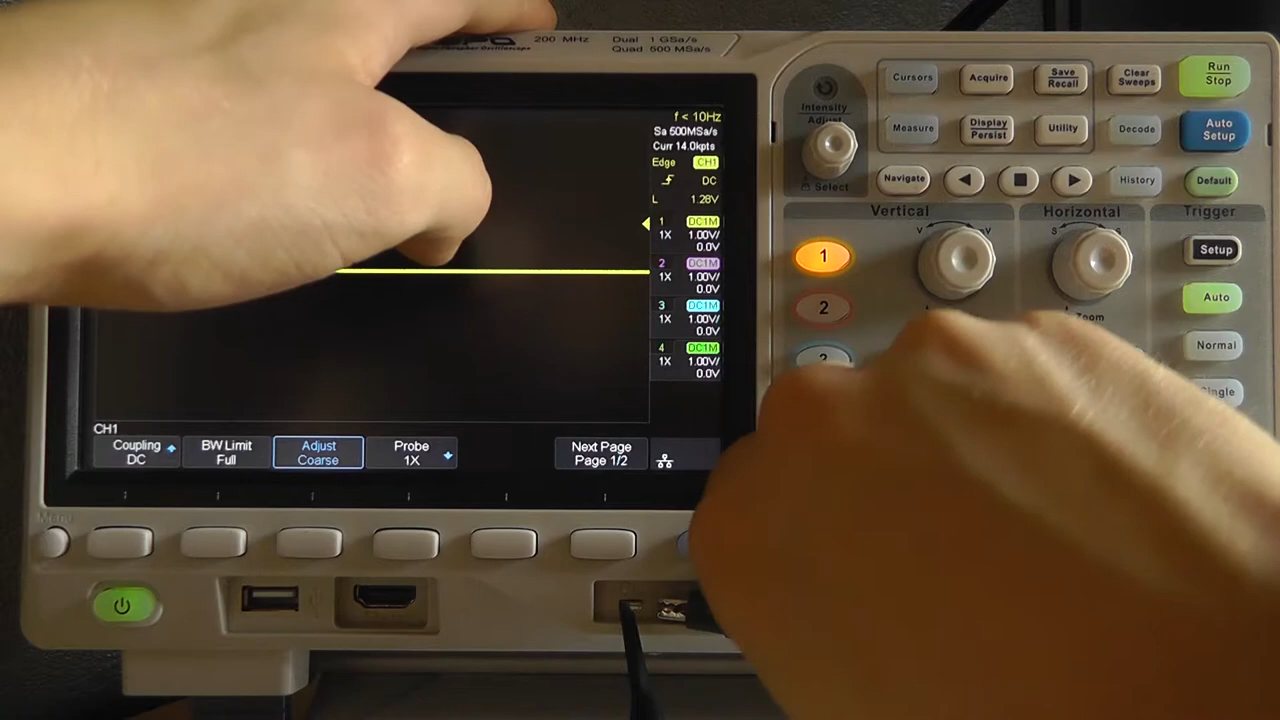 200 MHz
Dual 1 GSa/s
Quad 500 MSa/s
f < 10Hz
Sa 500MSa/s
Curr 14.0kpts
Edge CH1
DC
L 1.28V
1 DC1M
1X 1.00V/
0.0V
2 DC1M
1X 1.00V/
0.0V
3 DC1M
1X 1.00V/
0.0V
4 DC1M
1X 1.00V/
0.0V
CH1
Coupling
DC
BW Limit
Full
Adjust
Coarse
Probe
1X
Next Page
Page 1/2
Menu
Intensity
Adjust
Select
Cursors
Acquire
Save
Recall
Clear
Sweeps
Run
Stop
Measure
Display
Persist
Utility
Decode
Auto
Setup
Navigate
History
Default
Vertical
Horizontal
Trigger
V
mV
S
1
2
Zoom
Setup
Auto
Normal